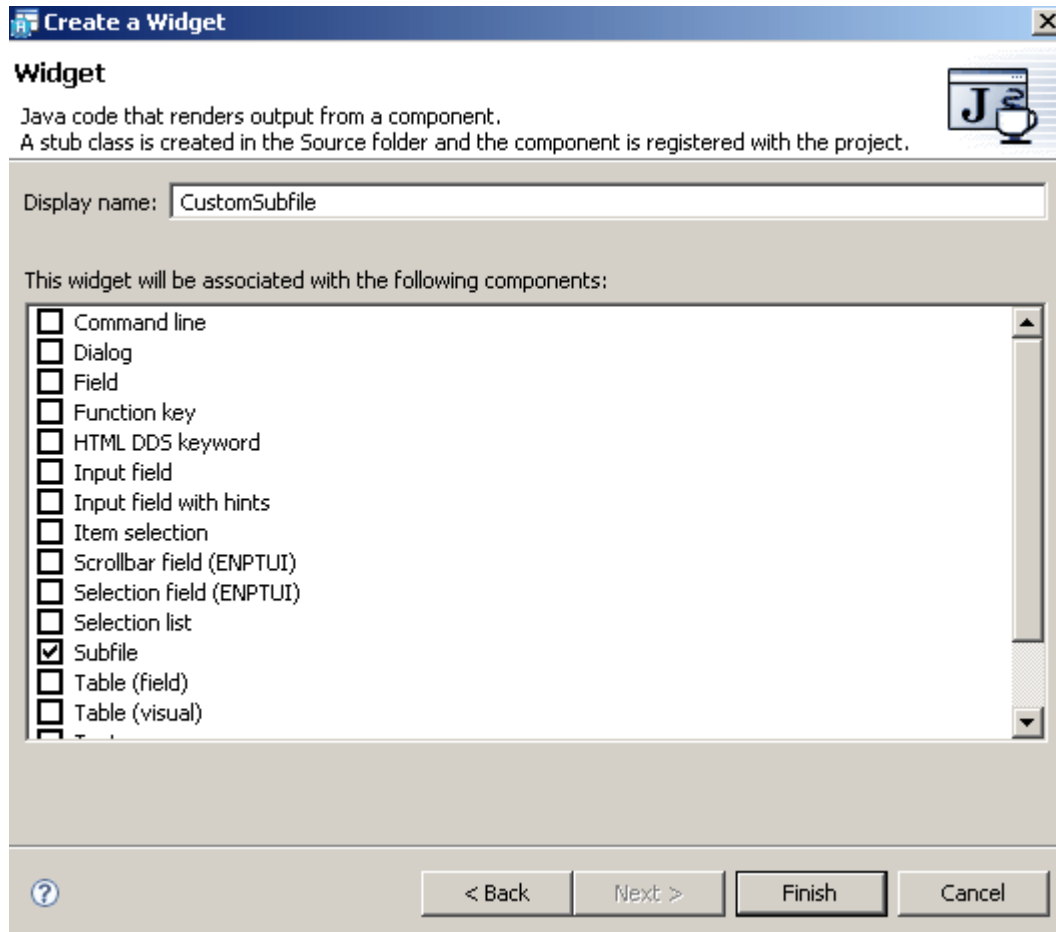 Create a Widget
Widget
Java code that renders output from a component.
A stub class is created in the Source folder and the component is registered with the project.
Display name: CustomSubfile
This widget will be associated with the following components:
Command line
Dialog
Field
Function key
HTML DDS keyword
Input field
Input field with hints
Item selection
Scrollbar field (ENPTUI)
Selection field (ENPTUI)
Selection list
Subfile
Table (field)
Table (visual)
< Back Next > Finish Cancel